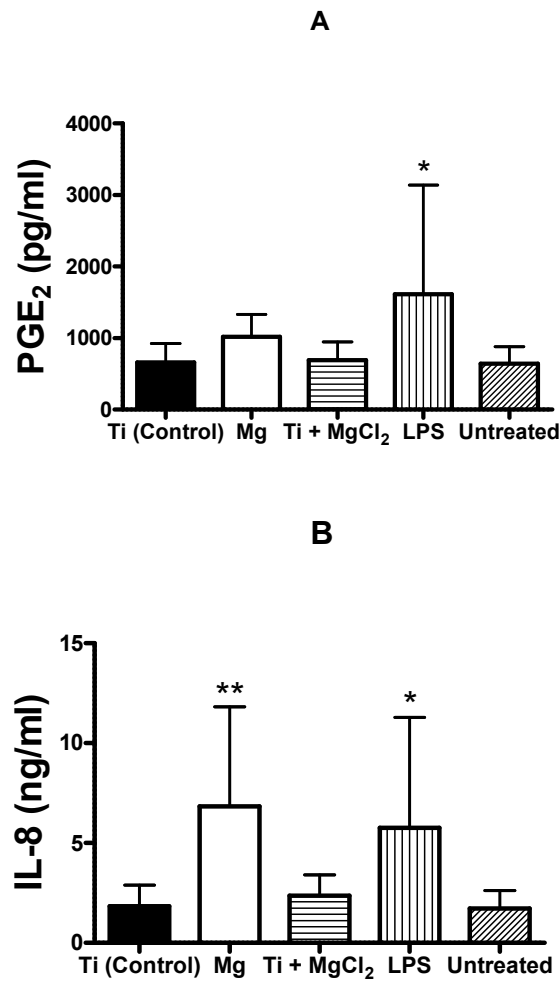 A
PGE₂ (pg/ml)
4000
3000
2000
1000
0
*
Ti (Control) Mg Ti + MgCl₂ LPS Untreated
B
IL-8 (ng/ml)
15
10
5
0
** *
Ti (Control) Mg Ti + MgCl₂ LPS Untreated